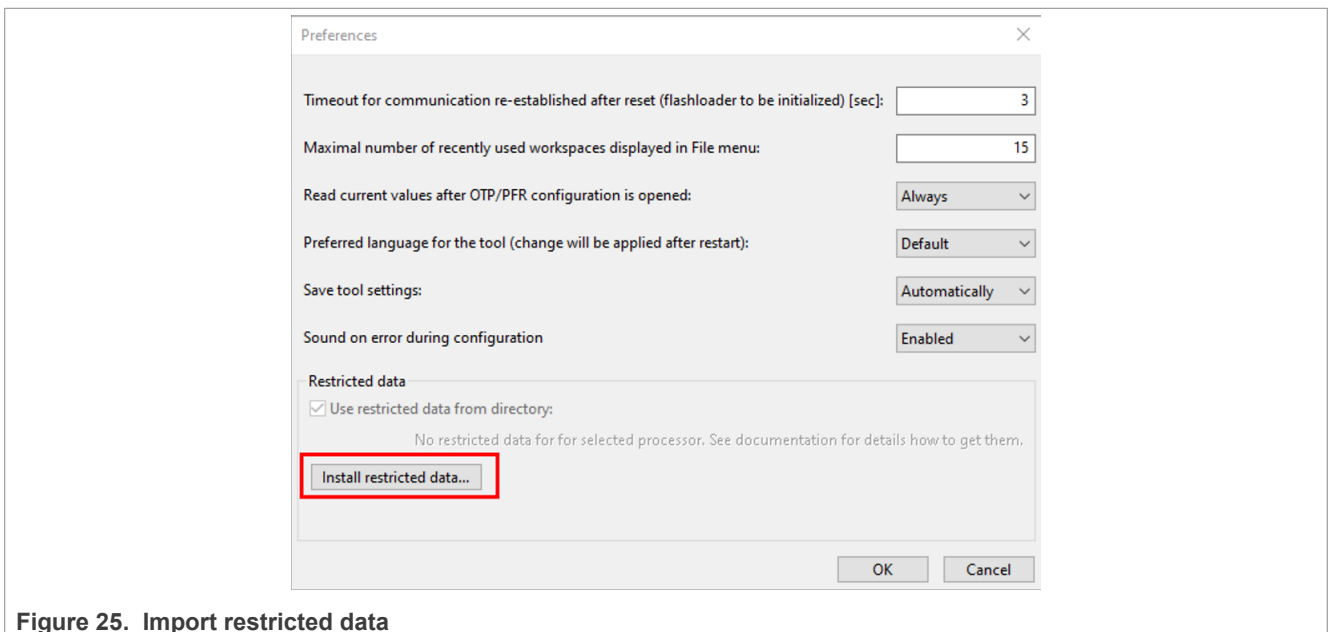 Preferences
Timeout for communication re-established after reset (flashloader to be initialized) [sec]: 3
Maximal number of recently used workspaces displayed in File menu: 15
Read current values after OTP/PFR configuration is opened: Always
Preferred language for the tool (change will be applied after restart): Default
Save tool settings: Automatically
Sound on error during configuration Enabled
Restricted data
Use restricted data from directory:
No restricted data for for selected processor. See documentation for details how to get them.
Install restricted data...
OK Cancel
Figure 25. Import restricted data